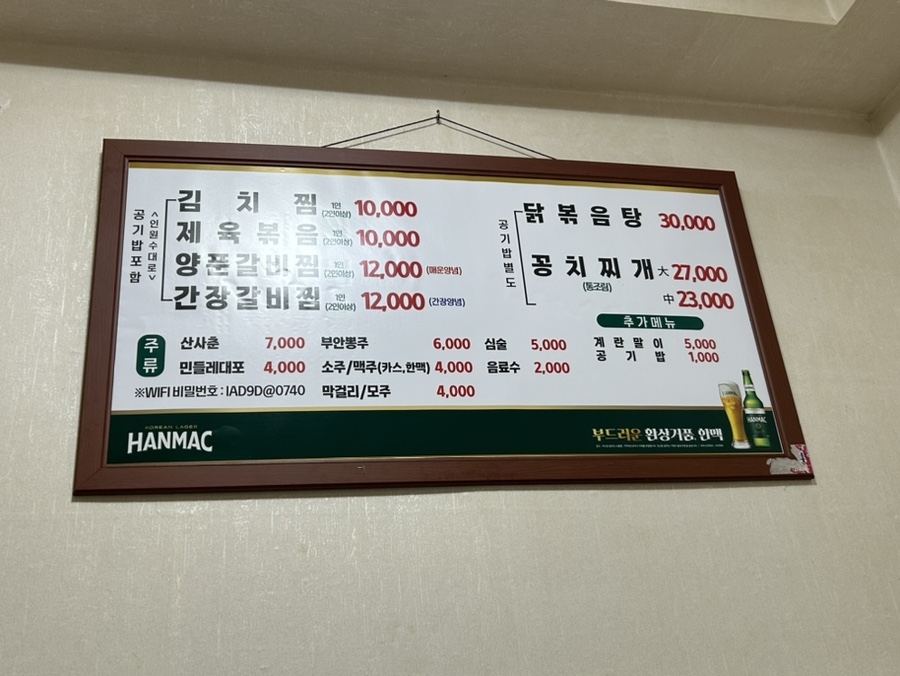 공기밥포함
<인원수대로>
김치찜 1인 (2인이상) 10,000
제육볶음 1인 (2인이상) 10,000
양푼갈비찜 1인 (2인이상) 12,000 (매운양념)
간장갈비찜 1인 (2인이상) 12,000 (간장양념)
공기밥별도
닭볶음탕 30,000
꽁치찌개 大 27,000
(통조림)
中 23,000
주류
산사춘 7,000 부안뽕주 6,000 심술 5,000
민들레대포 4,000 소주/맥주(카스,한맥) 4,000 음료수 2,000
※WIFI 비밀번호 : IAD9D@0740 막걸리/모주 4,000
추가메뉴
계란말이 5,000
공기밥 1,000
KOREAN LAGER
HANMAC
부드러운 환상거품, 한맥
HANMAC